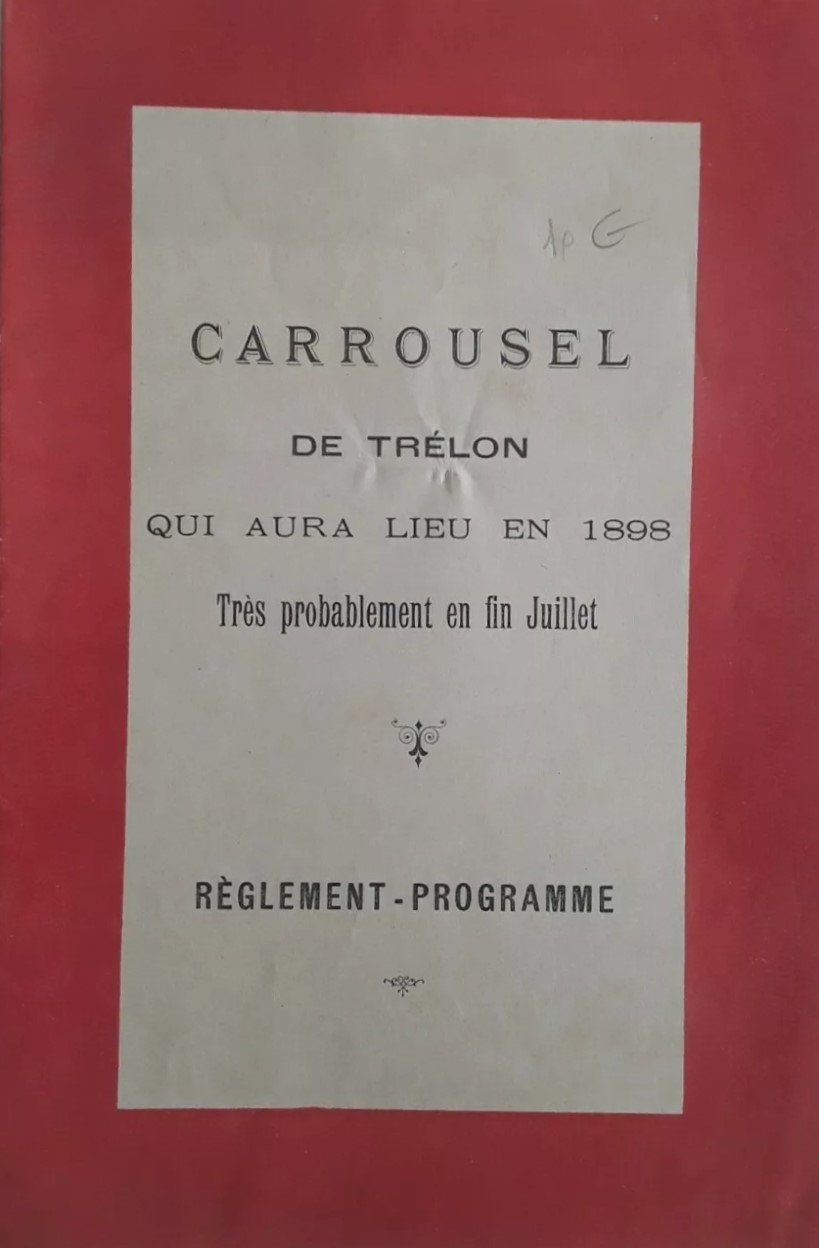 CARROUSEL
DE TRÉLON
QUI AURA LIEU EN 1898
Très probablement en fin Juillet
RÈGLEMENT-PROGRAMME